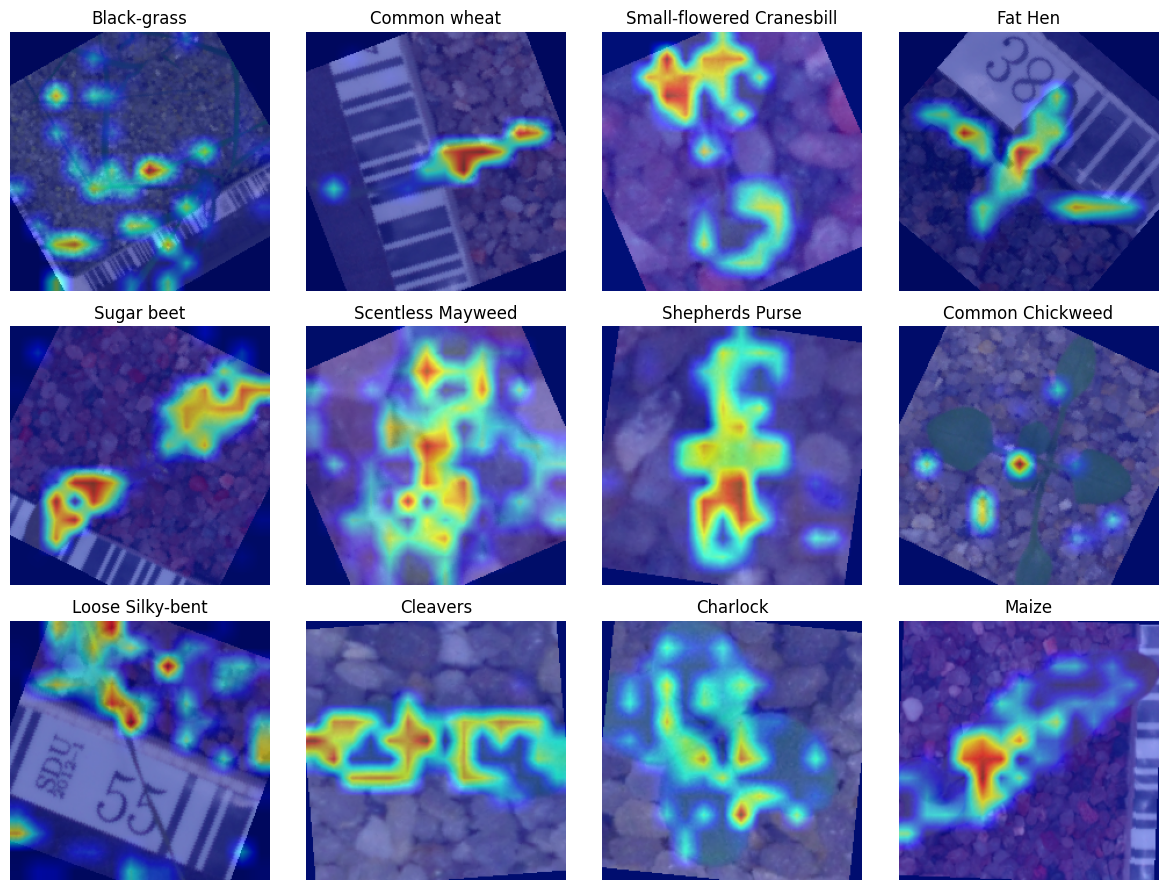 Black-grass
Common wheat
Small-flowered Cranesbill
Fat Hen
38
Sugar beet
Scentless Mayweed
Shepherds Purse
Common Chickweed
Loose Silky-bent
Cleavers
Charlock
Maize
SDU
2012-1
55